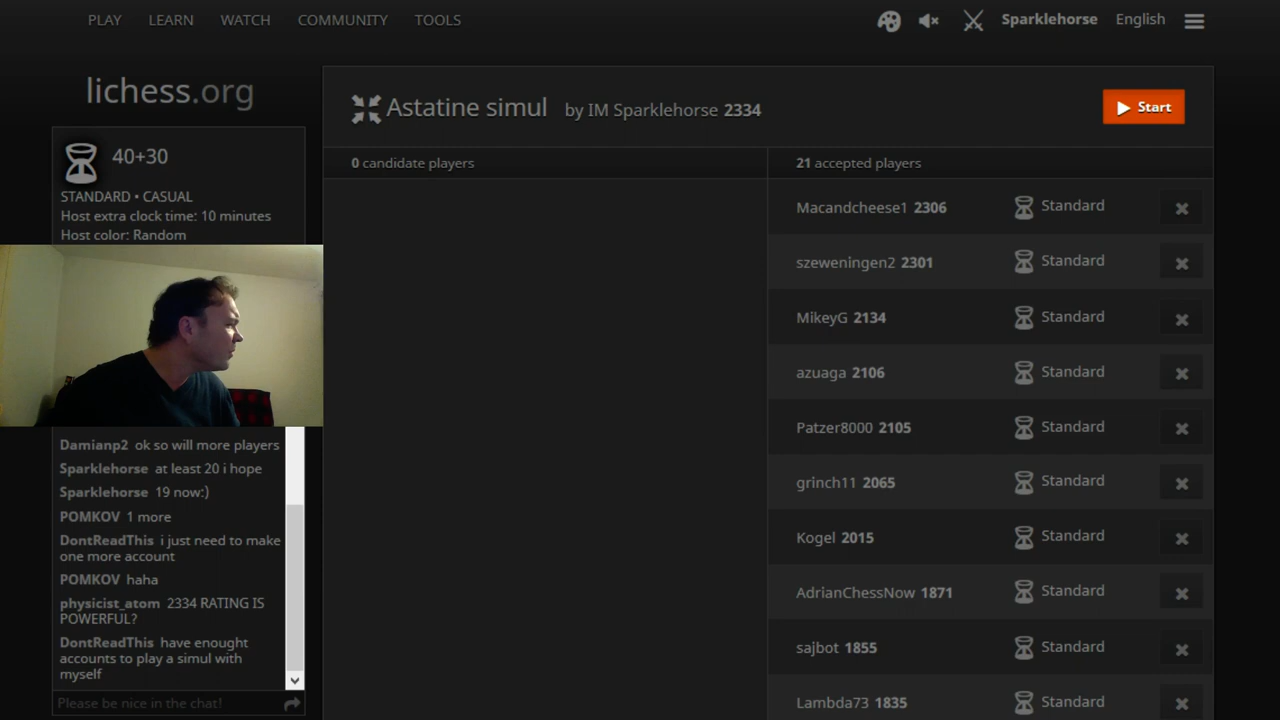 PLAY LEARN WATCH COMMUNITY TOOLS
Sparklehorse English
lichess.org
40+30
STANDARD • CASUAL
Host extra clock time: 10 minutes
Host color: Random
Damianp2 ok so will more players
Sparklehorse at least 20 i hope
Sparklehorse 19 now:)
POMKOV 1 more
DontReadThis i just need to make
one more account
POMKOV haha
physicist_atom 2334 RATING IS
POWERFUL?
DontReadThis have enought
accounts to play a simul with
myself
Please be nice in the chat!
Astatine simul by IM Sparklehorse 2334
Start
0 candidate players
21 accepted players
Macandcheese1 2306 Standard
szeweningen2 2301 Standard
MikeyG 2134 Standard
azuaga 2106 Standard
Patzer8000 2105 Standard
grinch11 2065 Standard
Kogel 2015 Standard
AdrianChessNow 1871 Standard
sajbot 1855 Standard
Lambda73 1835 Standard